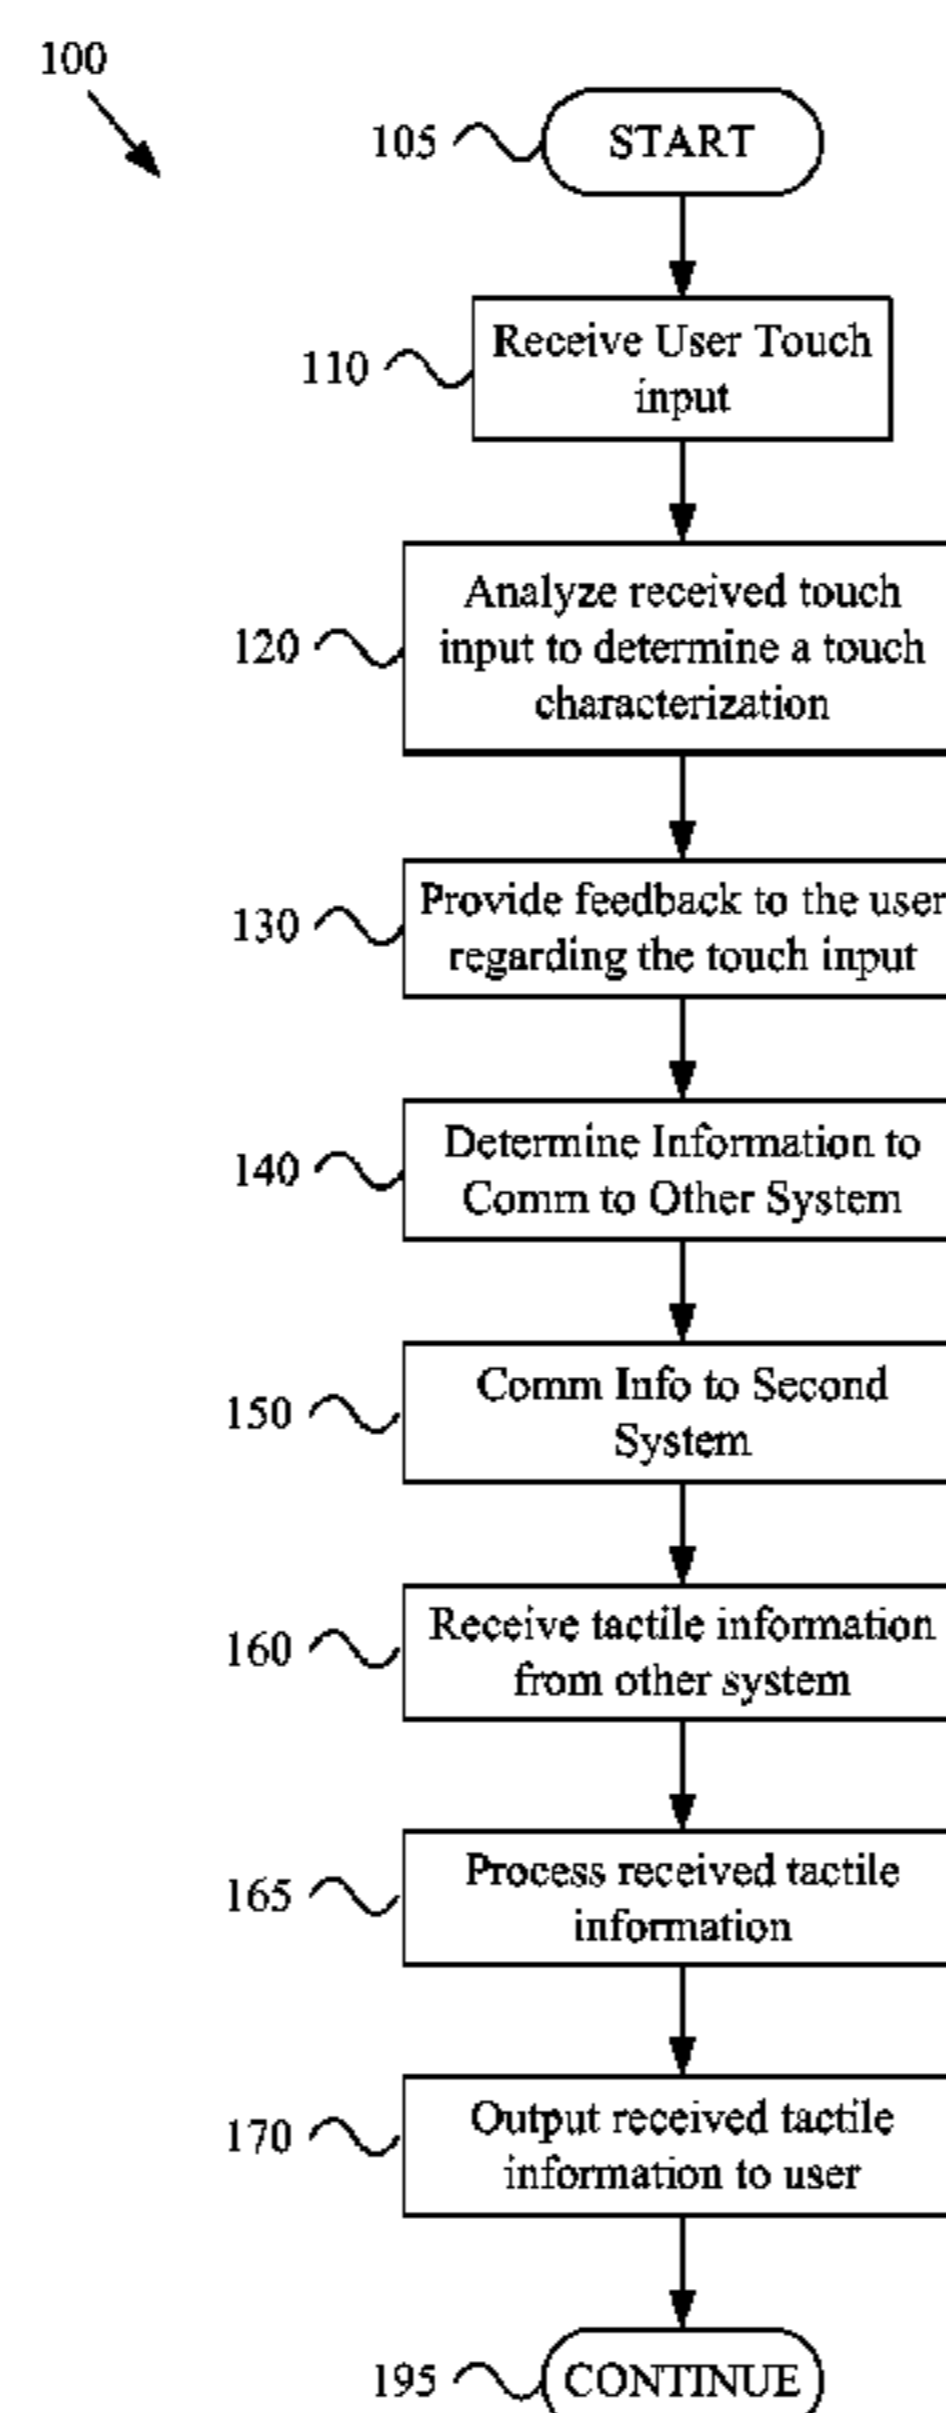 100
105
START
110
Receive User Touch
input
120
Analyze received touch
input to determine a touch
characterization
130
Provide feedback to the user
regarding the touch input
140
Determine Information to
Comm to Other System
150
Comm Info to Second
System
160
Receive tactile information
from other system
165
Process received tactile
information
170
Output received tactile
information to user
195
CONTINUE